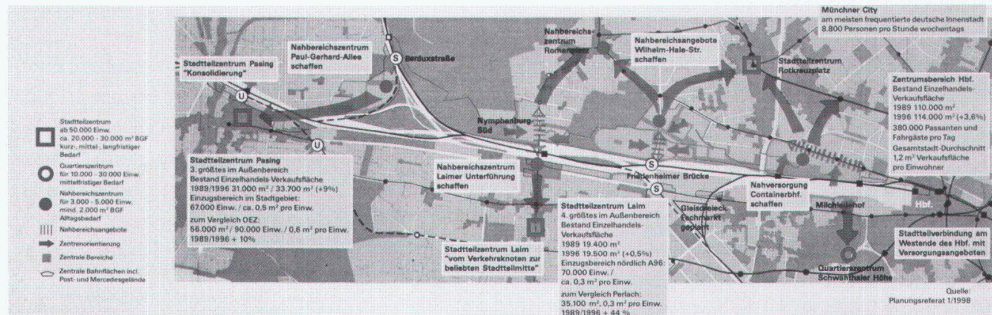 Stadtteilzentrum
ab 50.000 Einw.
ca. 20.000 - 30.000 m² BGF
kurz-, mittel-, langfristiger
Bedarf
Quartierszentrum
für 10.000 - 30.000 Einw.
mittelfristiger Bedarf
Nahbereichszentrum
für 3.000 - 5.000 Einw.
mind. 2.000 m² BGF
Alltagsbedarf
Nahbereichsangebote
Zentrenorientierung
Zentrale Bereiche
Zentrale Bahnflächen incl.
Post- und Mercedesgelände
Stadtteilzentrum Pasing
"Konsolidierung"
Nahbereichszentrum
Paul-Gerhard-Allee
schaffen
S
Berduxstraße
U
U
Stadtteilzentrum Pasing
3. größtes im Außenbereich
Bestand Einzelhandels-Verkaufsfläche
1989/1996 31.000 m² / 33.700 m² (+9%)
Einzugsbereich im Stadtgebiet:
67.000 Einw. / ca. 0,5 m² pro Einw.
zum Vergleich OEZ:
56.000 m² / 90.000 Einw. / 0,6 m² pro Einw.
1989/1996 + 10%
Nymphenburg
Süd
Nahbereichszentrum
Laimer Unterführung
schaffen
Stadtteilzentrum Laim
"vom Verkehrsknoten zur
beliebten Stadtteilmitte"
Nahbereichs-
zentrum
Romanplatz
Nahbereichsangebote
Wilhelm-Hale-Str.
schaffen
S
Friedenheimer Brücke
S
Stadtteilzentrum Laim
4. größtes im Außenbereich
Bestand Einzelhandels-
Verkaufsfläche
1989 19.400 m²
1996 19.500 m² (+0,5%)
Einzugsbereich nördlich A96:
70.000 Einw. /
ca. 0,3 m² pro Einw.
zum Vergleich Perlach:
35.100 m², 0,3 m² pro Einw.
1989/1996 + 44 %
Gleisdreieck
Fachmarkt
geplant
Stadtteilzentrum
Rotkreuzplatz
Nahversorgung
Containerbhf.
schaffen
Milchladehof
Quartierszentrum
Schwanthaler Höhe
Münchner City
am meisten frequentierte deutsche Innenstadt
8.800 Personen pro Stunde wochentags
Zentrumsbereich Hbf.
Bestand Einzelhandels-
Verkaufsfläche
1989 110.000 m²
1996 114.000 m² (+3,6%)
380.000 Passanten und
Fahrgäste pro Tag
Gesamtstadt-Durchschnitt
1,2 m² Verkaufsfläche
pro Einwohner
Hbf.
Stadtteilverbindung am
Westende des Hbf. mit
Versorgungsangeboten
Quelle:
Planungsreferat 1/1998